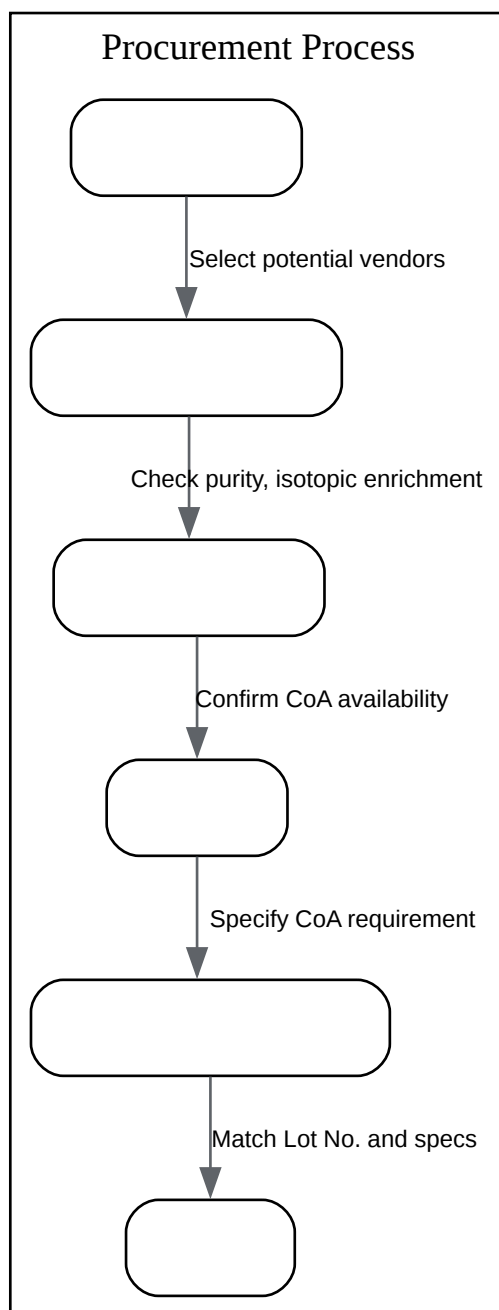 Procurement Process
Select potential vendors
Check purity, isotopic enrichment
Confirm CoA availability
Specify CoA requirement
Match Lot No. and specs